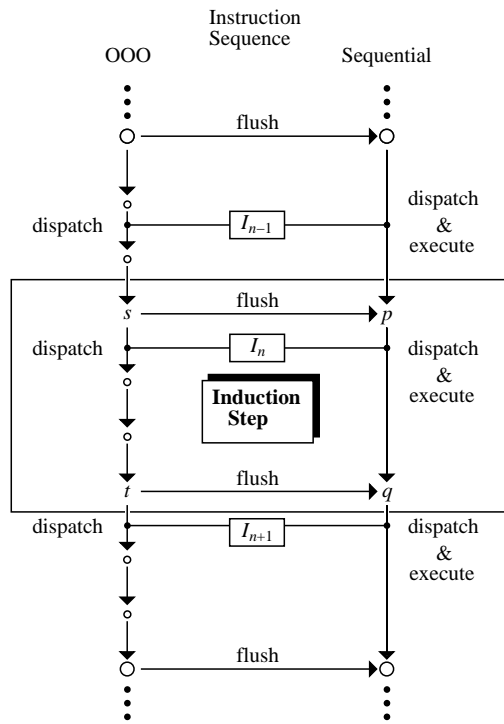 Instruction
Sequence
OOO
Sequential
flush
dispatch
I_{n–1}
dispatch
&
execute
s
flush
p
dispatch
I_n
dispatch
&
execute
Induction
Step
t
flush
q
dispatch
I_{n+1}
dispatch
&
execute
flush